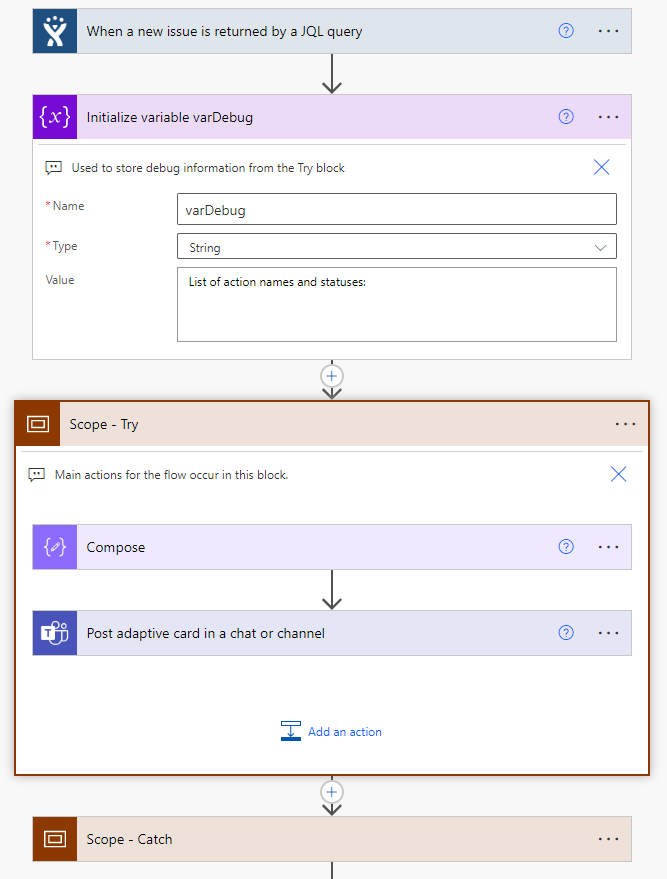 When a new issue is returned by a JQL query
{x} Initialize variable varDebug
Used to store debug information from the Try block
* Name
varDebug
* Type
String
Value
List of action names and statuses:
Scope - Try
Main actions for the flow occur in this block.
Compose
T Post adaptive card in a chat or channel
Add an action
Scope - Catch